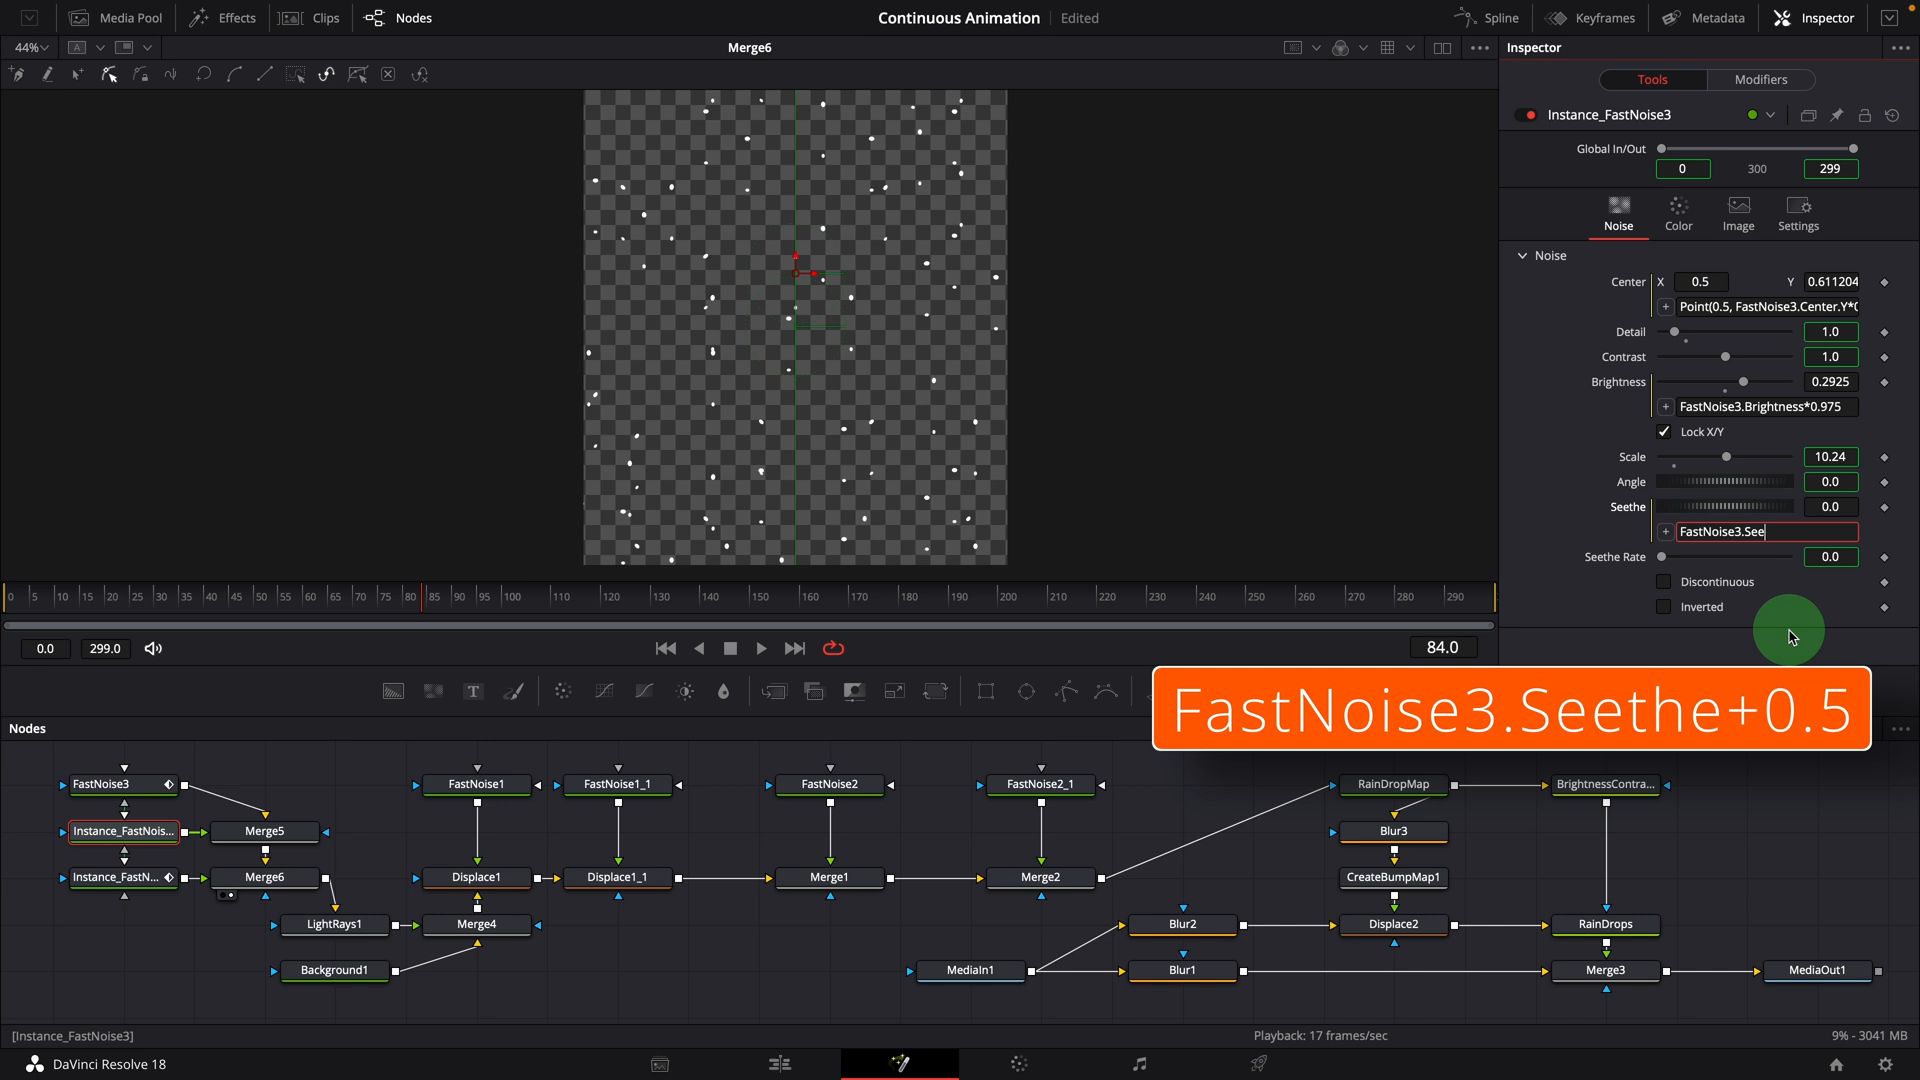 Media Pool
Effects
Clips
Nodes
Continuous Animation
Edited
Spline
Keyframes
Metadata
Inspector
44%
A
Merge6
Inspector
Tools
Modifiers
Instance_FastNoise3
Global In/Out
0
300
299
Noise
Color
Image
Settings
Noise
Center
X
0.5
Y
0.611204
Point(0.5, FastNoise3.Center.Y*0
Detail
1.0
Contrast
1.0
Brightness
0.2925
FastNoise3.Brightness*0.975
Lock X/Y
Scale
10.24
Angle
0.0
Seethe
0.0
FastNoise3.See
Seethe Rate
0.0
Discontinuous
Inverted
0 5 10 15 20 25 30 35 40 45 50 55 60 65 70 75 80 85 90 95 100 110 120 130 140 150 160 170 180 190 200 210 220 230 240 250 260 270 280 290
0.0
299.0
84.0
T
FastNoise3.Seethe+0.5
Nodes
FastNoise3
FastNoise1
FastNoise1_1
FastNoise2
FastNoise2_1
RainDropMap
BrightnessContra...
Instance_FastNois...
Merge5
Blur3
Instance_FastN...
Merge6
Displace1
Displace1_1
Merge1
Merge2
CreateBumpMap1
LightRays1
Merge4
Blur2
Displace2
RainDrops
Background1
MediaIn1
Blur1
Merge3
MediaOut1
[Instance_FastNoise3]
Playback: 17 frames/sec
9% - 3041 MB
DaVinci Resolve 18